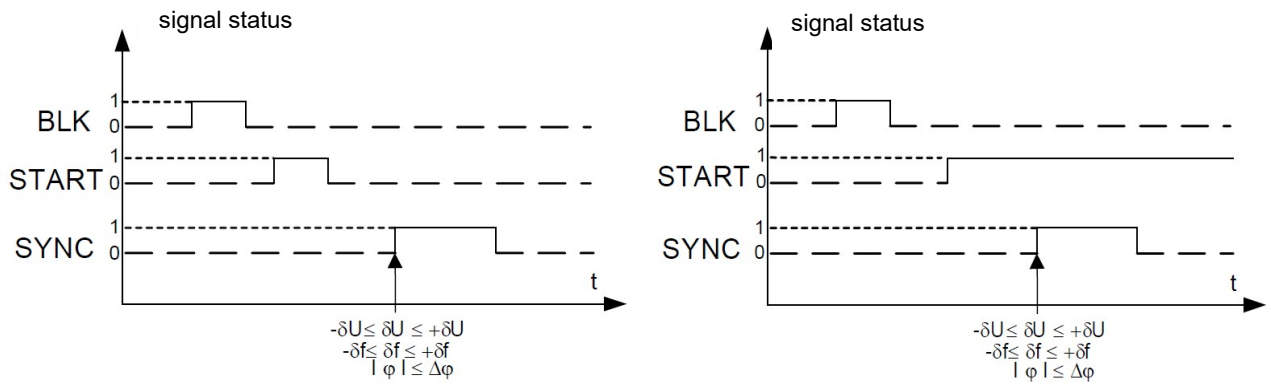 signal status
BLK 1
0
START 1
0
SYNC 1
0
t
-δU≤ δU ≤ +δU
-δf≤ δf ≤ +δf
| φ | ≤ Δφ
signal status
BLK 1
0
START 1
0
SYNC 1
0
t
-δU≤ δU ≤ +δU
-δf≤ δf ≤ +δf
| φ | ≤ Δφ